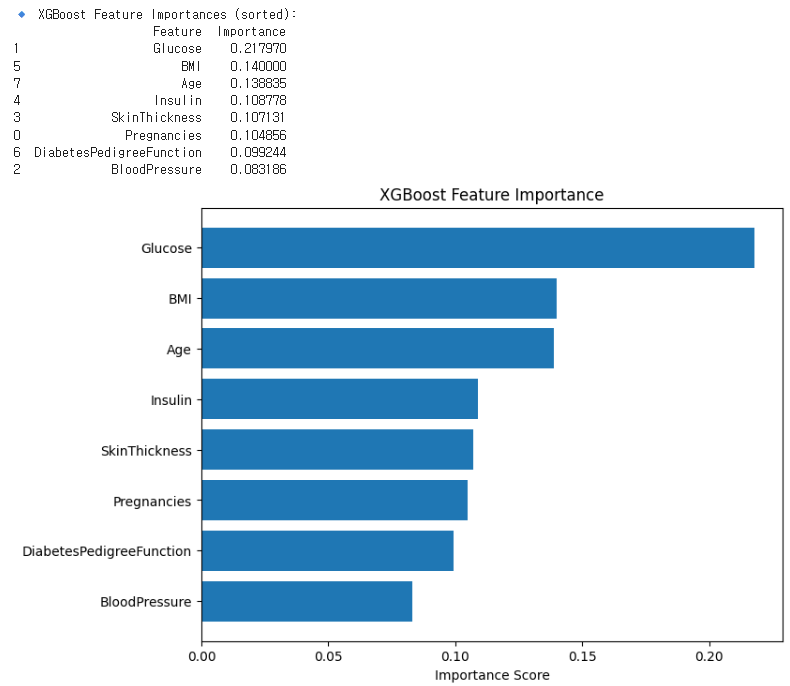 🔹 XGBoost Feature Importances (sorted):
Feature Importance
1 Glucose 0.217970
5 BMI 0.140000
7 Age 0.138835
4 Insulin 0.108778
3 SkinThickness 0.107131
0 Pregnancies 0.104856
6 DiabetesPedigreeFunction 0.099244
2 BloodPressure 0.083186
XGBoost Feature Importance
Glucose
BMI
Age
Insulin
SkinThickness
Pregnancies
DiabetesPedigreeFunction
BloodPressure
0.00 0.05 0.10 0.15 0.20
Importance Score